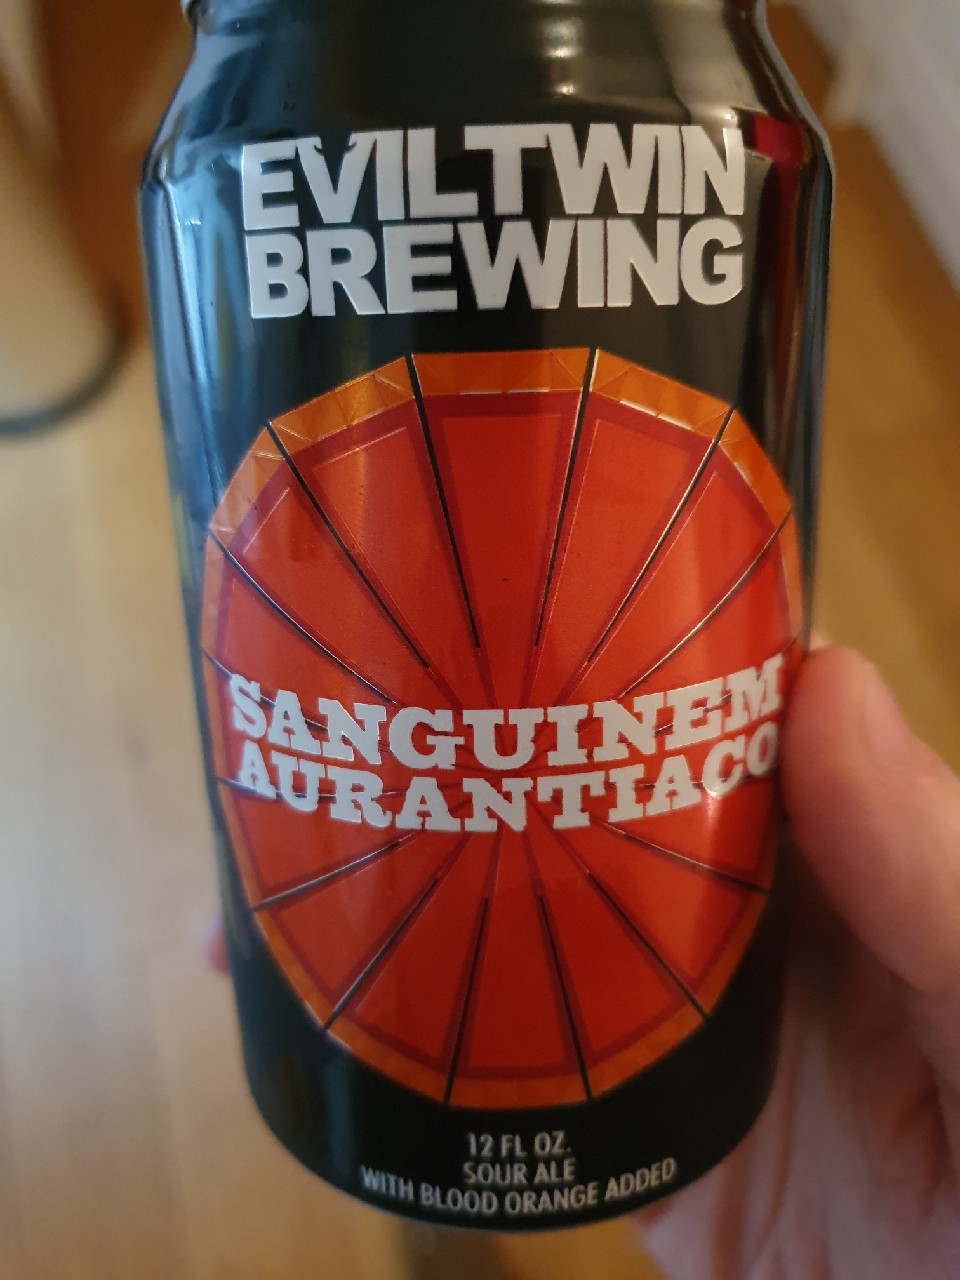 EVIL TWIN
BREWING
SANGUINEM
AURANTIACO
12 FL OZ.
SOUR ALE
WITH BLOOD ORANGE ADDED